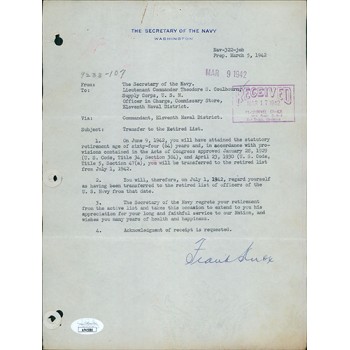 THE SECRETARY OF THE NAVY
WASHINGTON
Nav-322-jmh
Prep. March 5, 1942
MAR 9 1942
From: The Secretary of the Navy.
To: Lieutenant Commander Theodore S. Coulbourn,
Supply Corps, U. S. N.
Officer in Charge, Commissary Store,
Eleventh Naval District.
RECEIVED
Via: Commandant, Eleventh Naval District.
Subject: Transfer to the Retired List.
1. On June 9, 1942, you will have attained the statutory
retirement age of sixty-four (64) years and, in accordance with pro-
visions contained in the Acts of Congress approved January 28, 1929
(U. S. Code, Title 34, Section 384), and April 23, 1930 (U. S. Code,
Title 5, Section 47(a), you will be transferred to the retired list
from July 1, 1942.
2. You will, therefore, on July 1, 1942, regard yourself
as having been transferred to the retired list of officers of the
U. S. Navy from that date.
3. The Secretary of the Navy regrets your retirement
from the active list and takes this occasion to extend to you his
appreciation for your long and faithful service to our Nation, and
wishes you many years of health and happiness.
4. Acknowledgment of receipt is requested.
Frank Knox